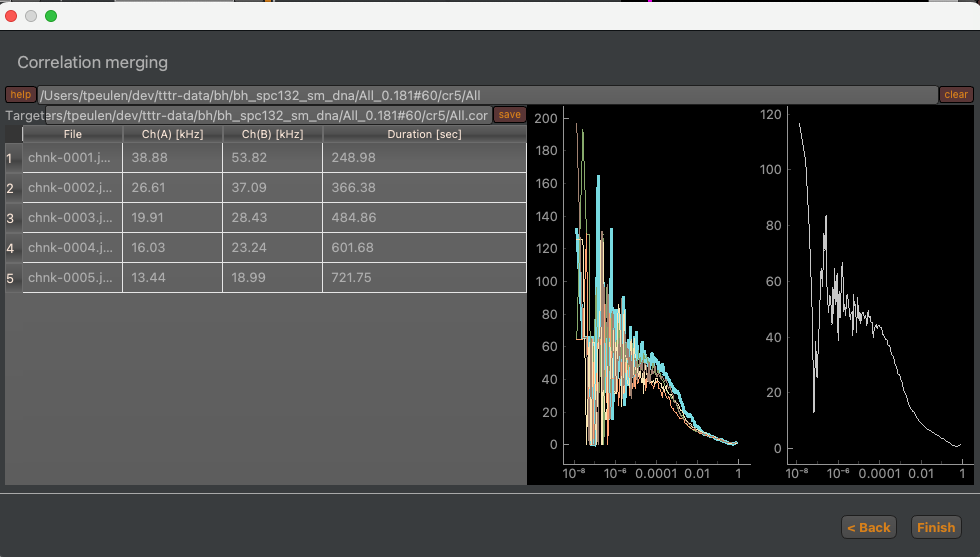 Correlation merging
help /Users/tpeulen/dev/tttr-data/bh/bh_spc132_sm_dna/All_0.181#60/cr5/All clear
Target ers/tpeulen/dev/tttr-data/bh/bh_spc132_sm_dna/All_0.181#60/cr5/All.cor save
File Ch(A) [kHz] Ch(B) [kHz] Duration [sec]
1 chnk-0001.j... 38.88 53.82 248.98
2 chnk-0002.j... 26.61 37.09 366.38
3 chnk-0003.j... 19.91 28.43 484.86
4 chnk-0004.j... 16.03 23.24 601.68
5 chnk-0005.j... 13.44 18.99 721.75
200
180
160
140
120
100
80
60
40
20
0
10⁻⁸ 10⁻⁶ 0.0001 0.01 1
120
100
80
60
40
20
0
10⁻⁸ 10⁻⁶ 0.0001 0.01 1
< Back Finish